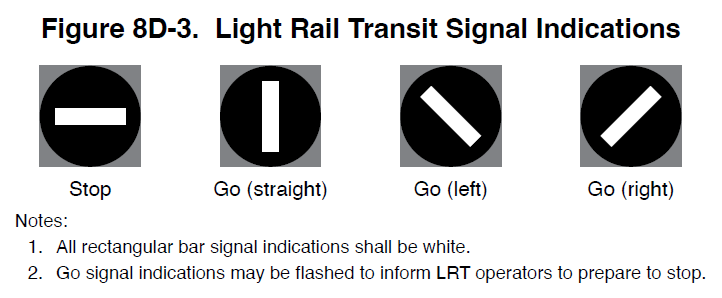 Figure 8D-3. Light Rail Transit Signal Indications
Stop Go (straight) Go (left) Go (right)
Notes:
1. All rectangular bar signal indications shall be white.
2. Go signal indications may be flashed to inform LRT operators to prepare to stop.